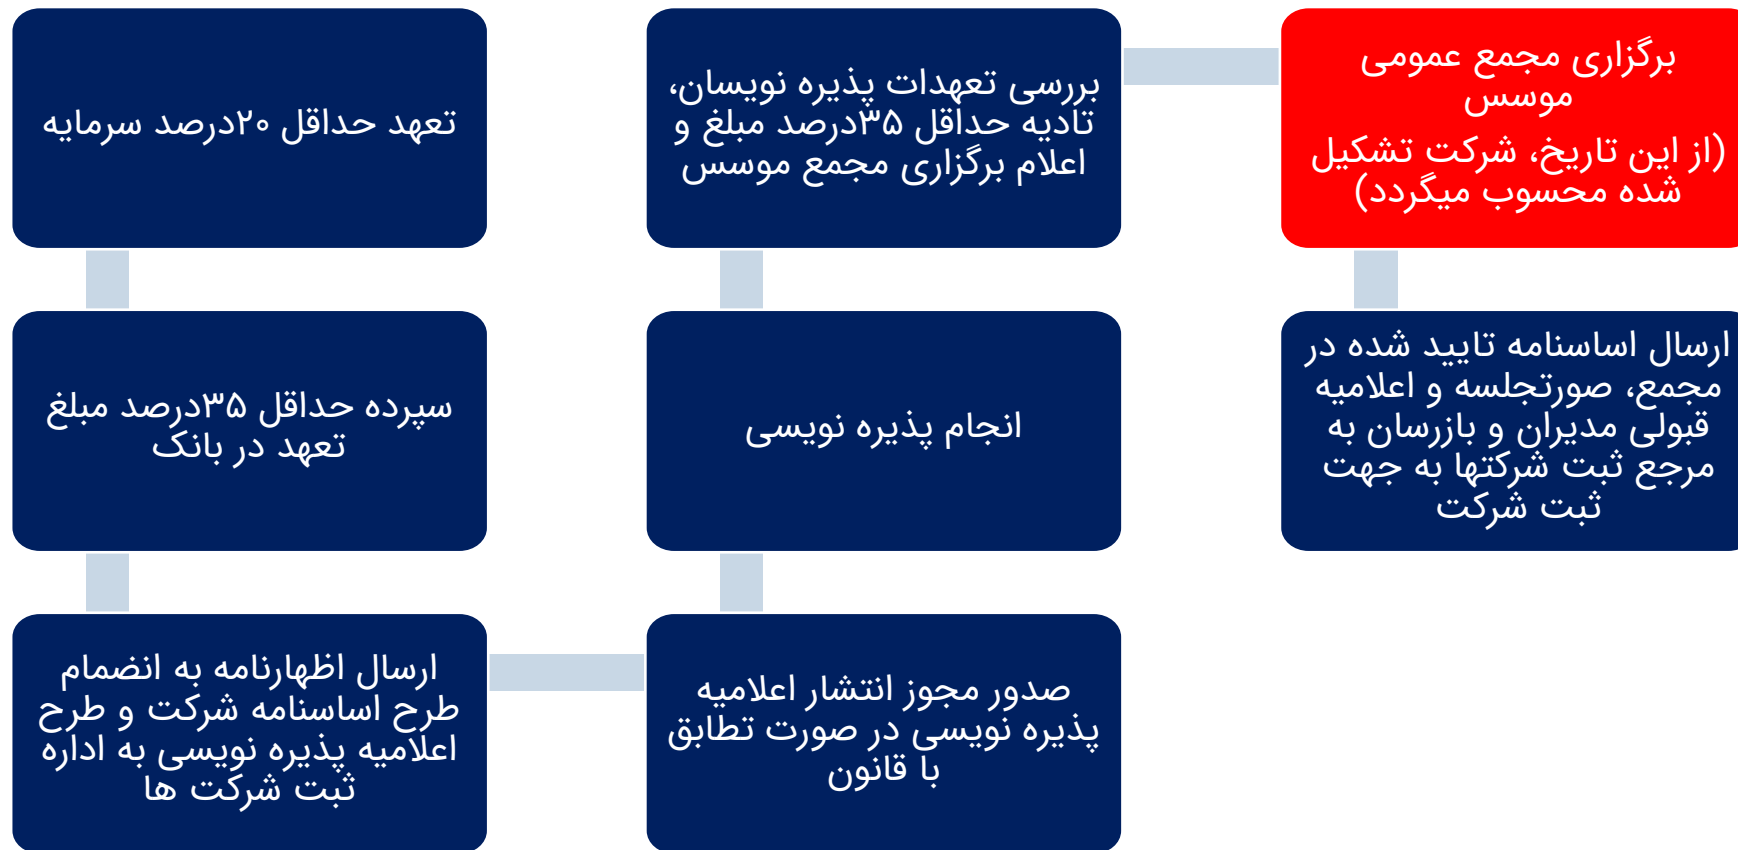 تعهد حداقل ۲۰درصد سرمایه
سپرده حداقل ۳۵درصد مبلغ
تعهد در بانک
ارسال اظهارنامه به انضمام
طرح اساسنامه شرکت و طرح
اعلامیه پذیره نویسی به اداره
ثبت شرکت ها
صدور مجوز انتشار اعلامیه
پذیره نویسی در صورت تطابق
با قانون
انجام پذیره نویسی
بررسی تعهدات پذیره نویسان،
تادیه حداقل ۳۵درصد مبلغ و
اعلام برگزاری مجمع موسس
برگزاری مجمع عمومی
موسس
(از این تاریخ، شرکت تشکیل
شده محسوب میگردد)
ارسال اساسنامه تایید شده در
مجمع، صورتجلسه و اعلامیه
قبولی مدیران و بازرسان به
مرجع ثبت شرکتها به جهت
ثبت شرکت